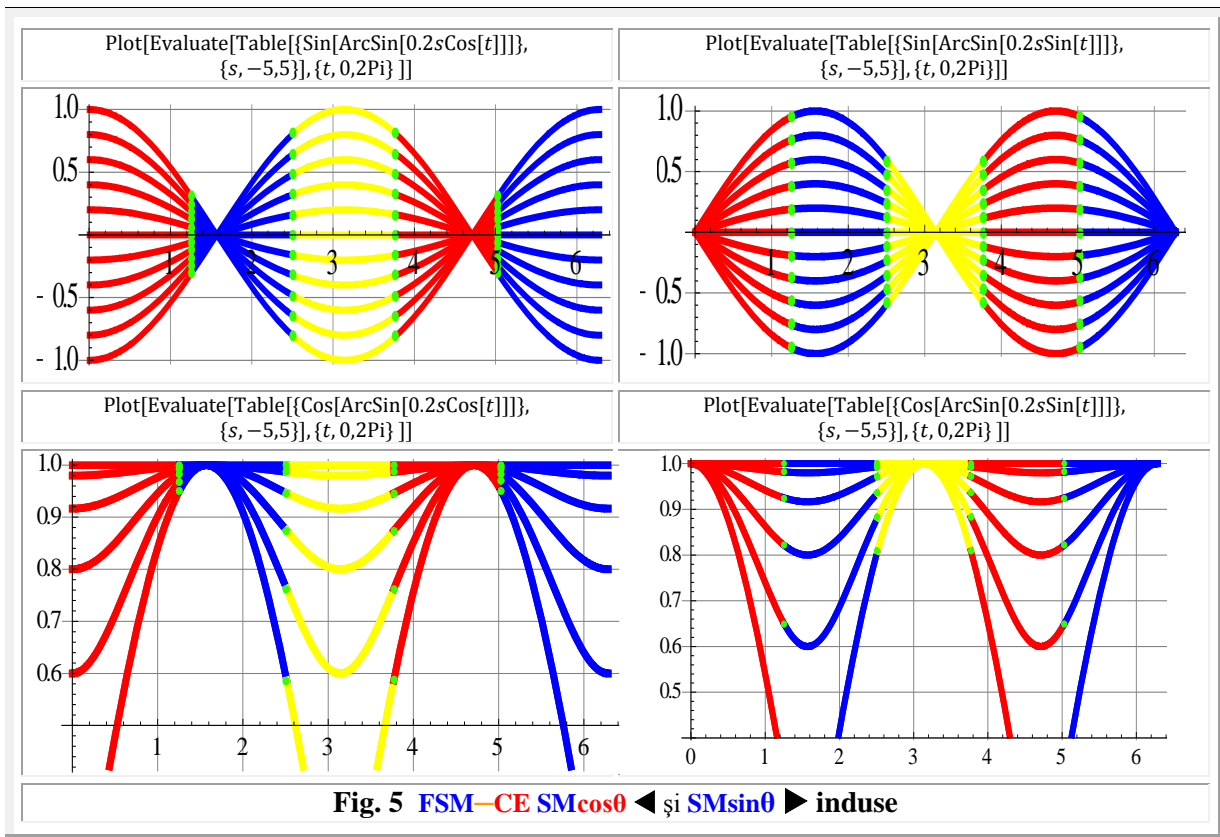 Plot[Evaluate[Table[{Sin[ArcSin[0.2sCos[t]]]},
{s, −5,5}],{t, 0,2Pi} ]]
Plot[Evaluate[Table[{Sin[ArcSin[0.2sSin[t]]]},
{s, −5,5}],{t, 0,2Pi}]]
1.0
0.5
- 0.5
- 1.0
1 2 3 4 5 6
1.0
0.5
- 0.5
- 1.0
1 2 3 4 5 6
Plot[Evaluate[Table[{Cos[ArcSin[0.2sCos[t]]]},
{s, −5,5}],{t, 0,2Pi} ]]
Plot[Evaluate[Table[{Cos[ArcSin[0.2sSin[t]]]},
{s, −5,5}],{t, 0,2Pi} ]]
1.0
0.9
0.8
0.7
0.6
1 2 3 4 5 6
1.0
0.9
0.8
0.7
0.6
0.5
0 1 2 3 4 5 6
Fig. 5 FSM—CE SMcosθ ◄ şi SMsinθ ► induse